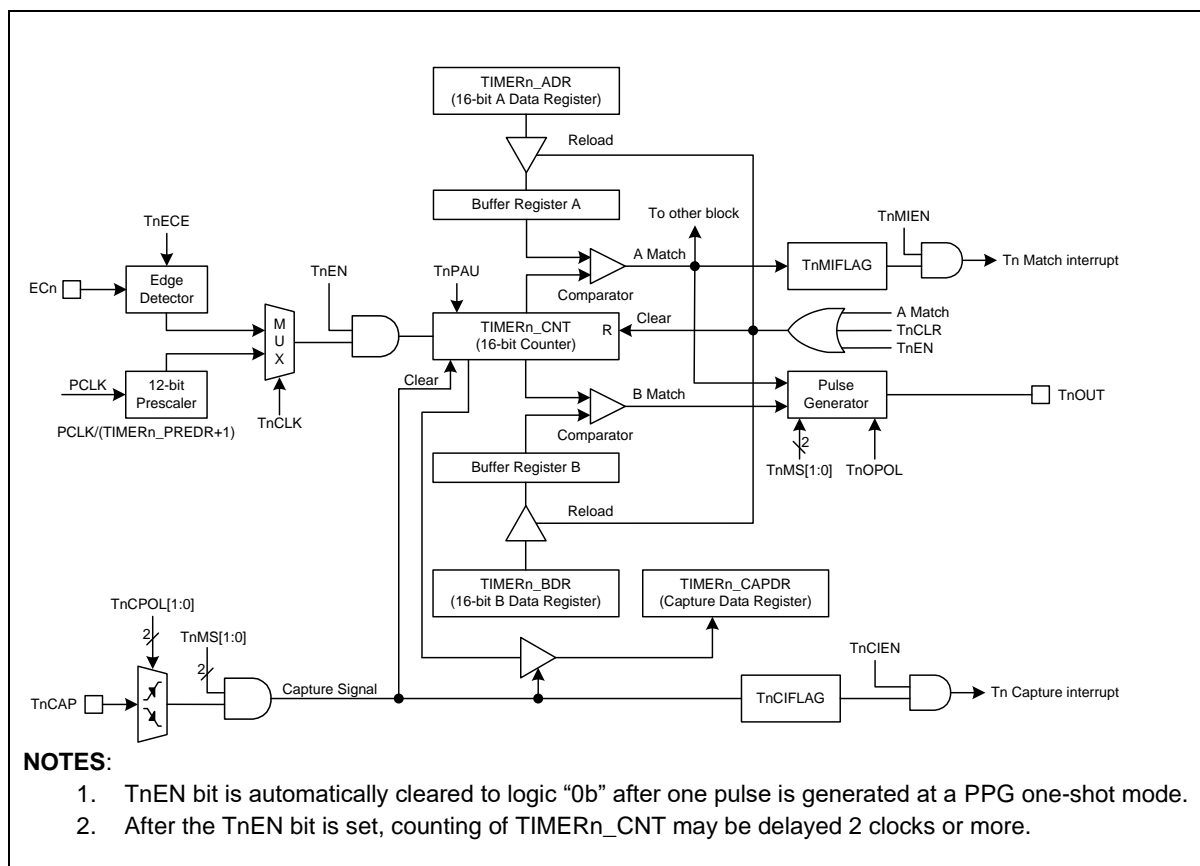 TIMERn_ADR
(16-bit A Data Register)
Reload
Buffer Register A
To other block
TnMIEN
TnECE
A Match
TnMIFLAG
Tn Match interrupt
ECn
Edge
Detector
TnEN
TnPAU
Comparator
M
U
X
TIMERn_CNT
(16-bit Counter)
R
Clear
A Match
TnCLR
TnEN
PCLK
12-bit
Prescaler
Clear
TnCLK
PCLK/(TIMERn_PREDR+1)
B Match
Pulse
Generator
TnOUT
Comparator
2
TnMS[1:0]
TnOPOL
Buffer Register B
Reload
TIMERn_BDR
(16-bit B Data Register)
TIMERn_CAPDR
(Capture Data Register)
TnCPOL[1:0]
2
TnMS[1:0]
2
TnCIEN
TnCAP
Capture Signal
TnCIFLAG
Tn Capture interrupt
NOTES:
1. TnEN bit is automatically cleared to logic “0b” after one pulse is generated at a PPG one-shot mode.
2. After the TnEN bit is set, counting of TIMERn_CNT may be delayed 2 clocks or more.